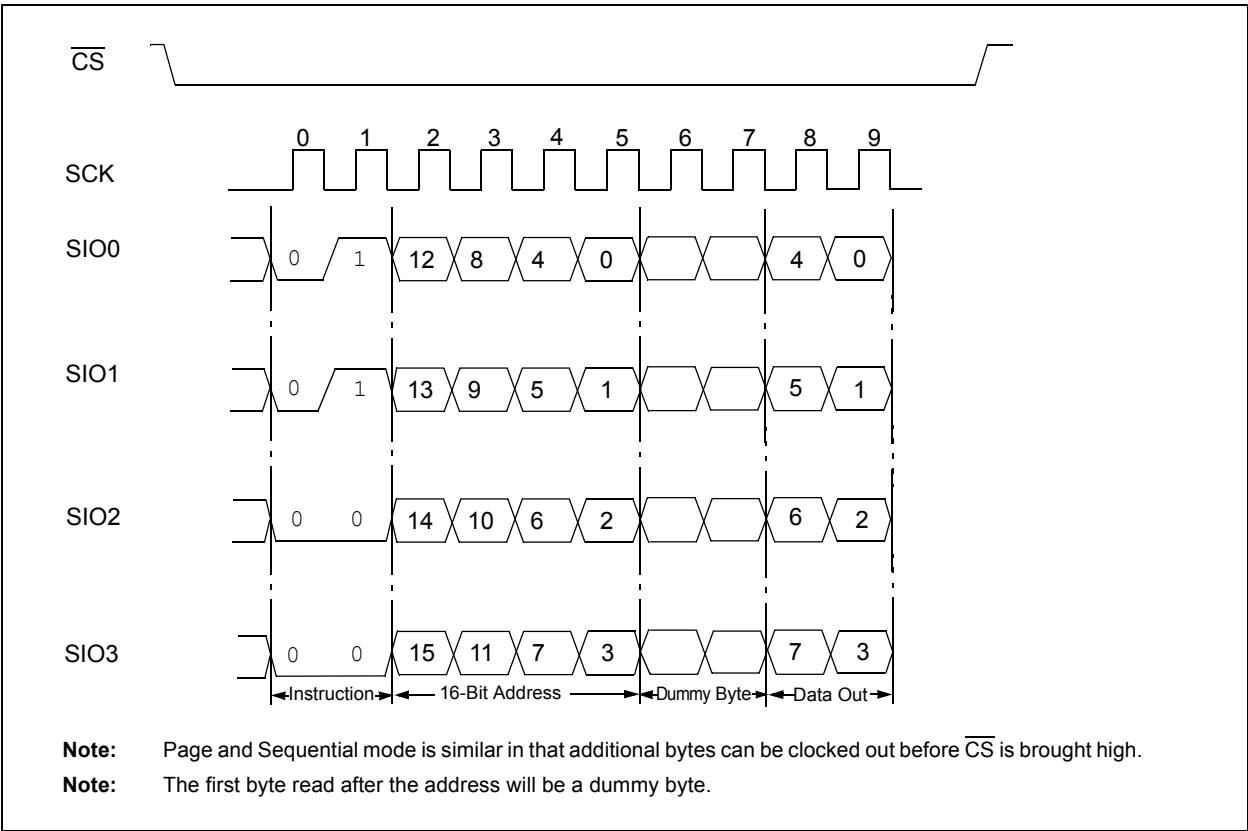 CS
0 1 2 3 4 5 6 7 8 9
SCK
SIO0 0 1 12 8 4 0 4 0
SIO1 0 1 13 9 5 1 5 1
SIO2 0 0 14 10 6 2 6 2
SIO3 0 0 15 11 7 3 7 3
Instruction 16-Bit Address Dummy Byte Data Out
Note: Page and Sequential mode is similar in that additional bytes can be clocked out before CS is brought high.
Note: The first byte read after the address will be a dummy byte.